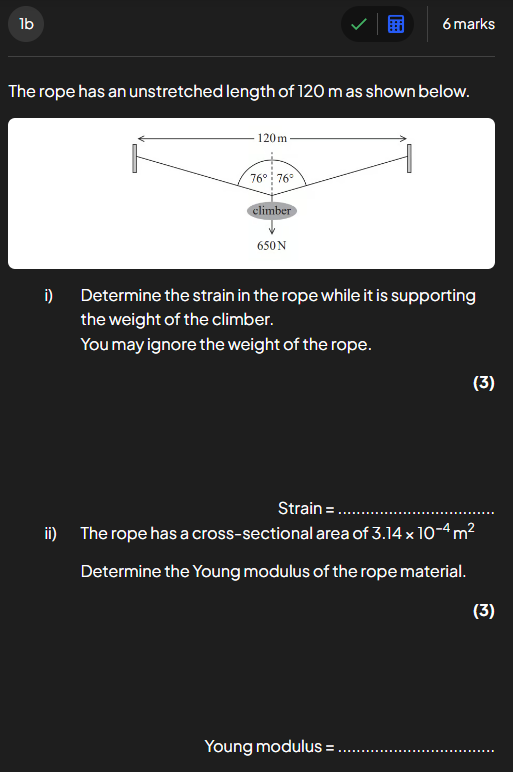 1b
6 marks
The rope has an unstretched length of 120 m as shown below.
120 m
76° 76°
climber
650 N
i) Determine the strain in the rope while it is supporting
the weight of the climber.
You may ignore the weight of the rope.
(3)
Strain = ..................................
ii) The rope has a cross-sectional area of 3.14 × 10⁻⁴ m²
Determine the Young modulus of the rope material.
(3)
Young modulus = ..................................